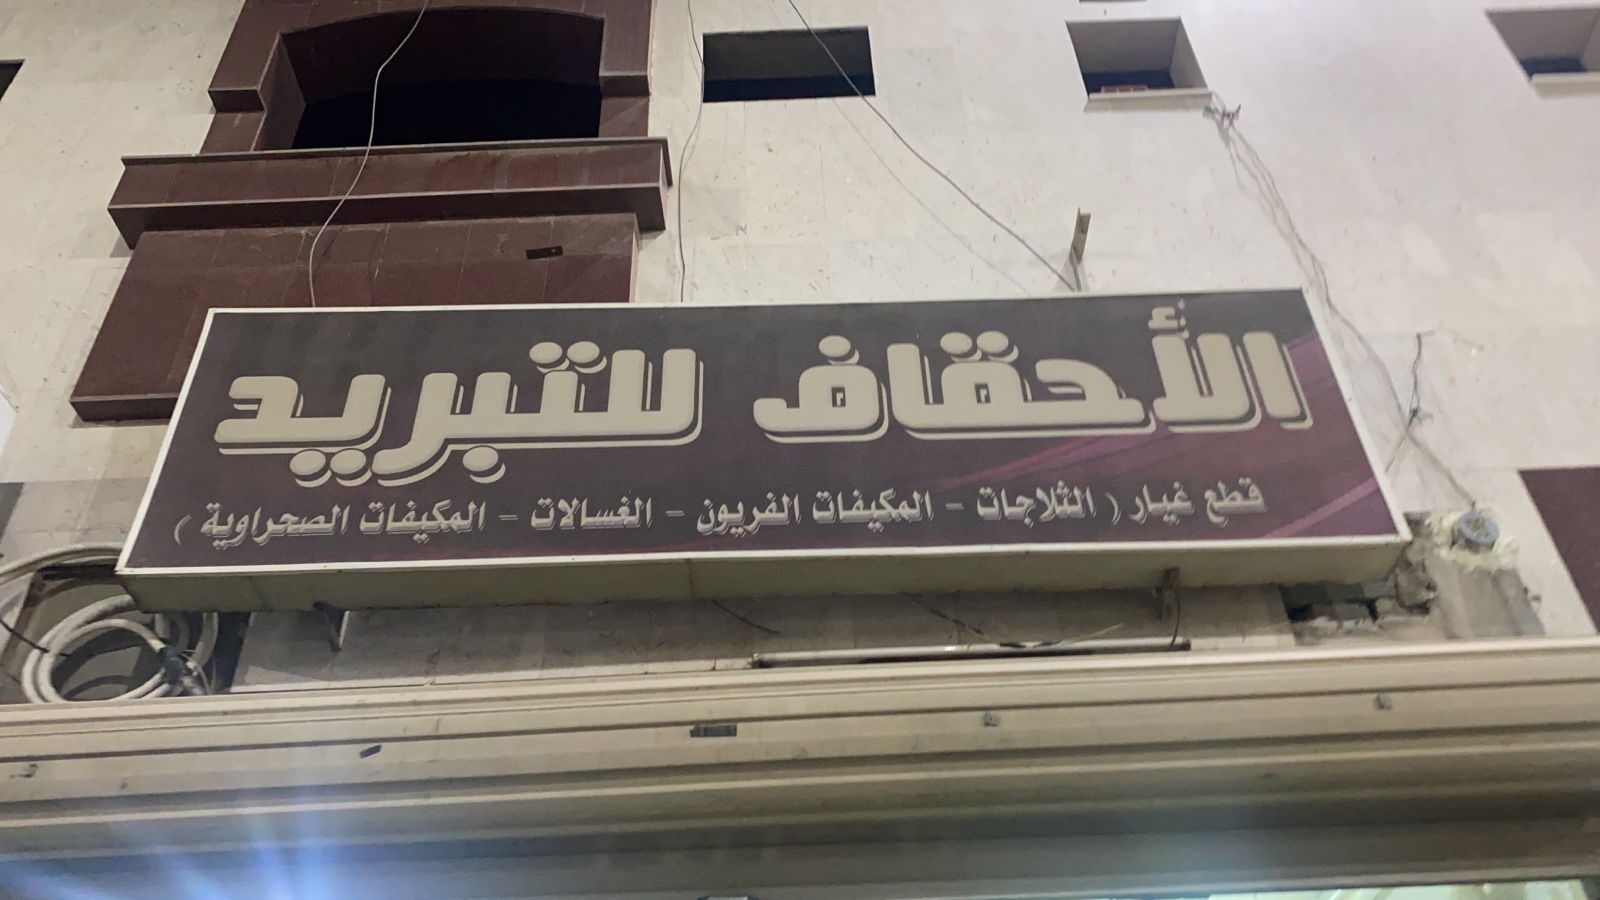 الأحقاف للتبريد
قطع غيار ( الثلاجات - المكيفات الفريون - الغسالات - المكيفات الصحراوية )